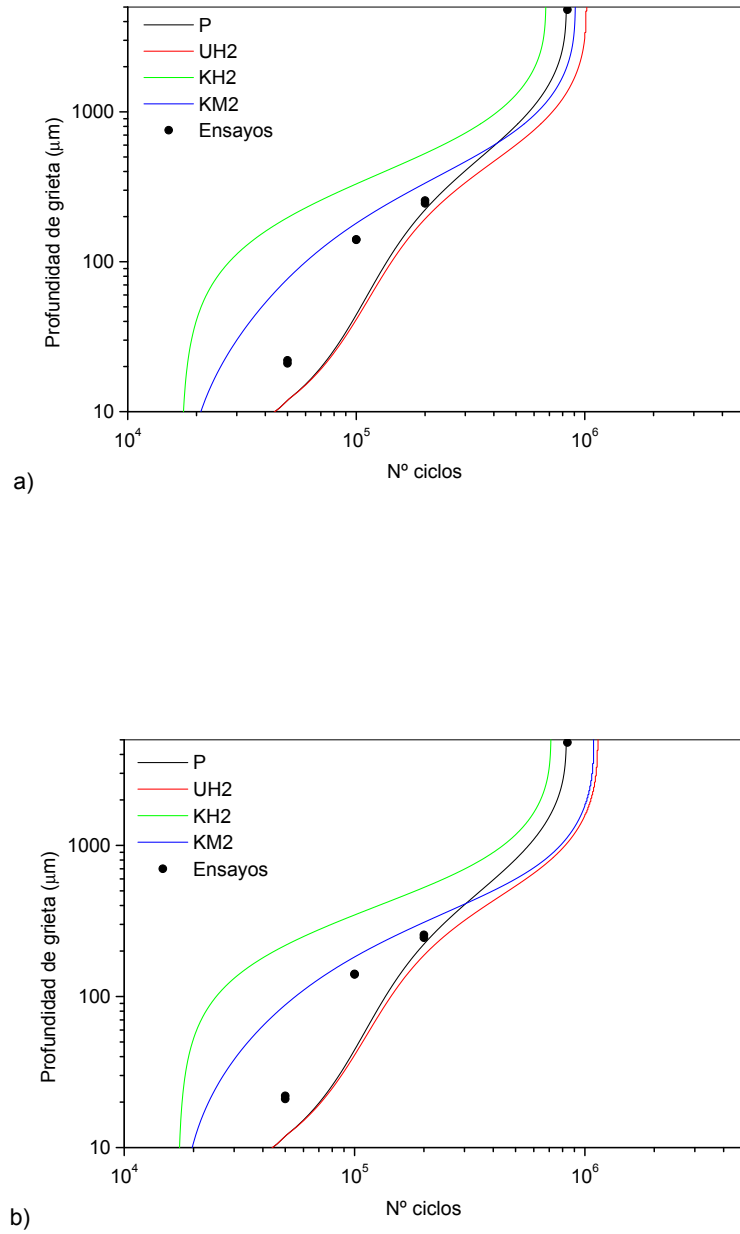 P
UH2
KH2
KM2
Ensayos
1000
100
10
Profundidad de grieta (μm)
10⁴
10⁵
10⁶
Nº ciclos
a)
P
UH2
KH2
KM2
Ensayos
1000
100
10
Profundidad de grieta (μm)
10⁴
10⁵
10⁶
Nº ciclos
b)